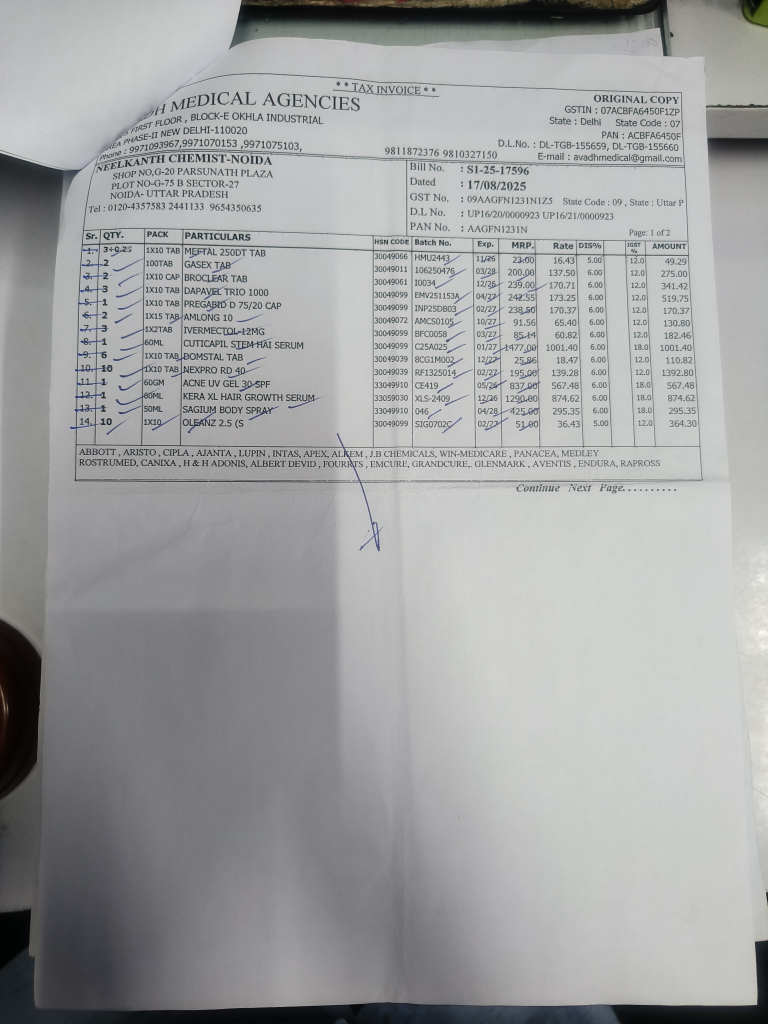 * * TAX INVOICE * *
DH MEDICAL AGENCIES
ORIGINAL COPY
FIRST FLOOR , BLOCK-E OKHLA INDUSTRIAL
GSTIN : 07ACBFA6450F1ZP
AREA PHASE-II NEW DELHI-110020
State : Delhi State Code : 07
Phone : 9971093967,9971070153 ,9971075103,
PAN : ACBFA6450F
9811872376 9810327150
D.L.No. : DL-TGB-155659, DL-TGB-155660
E-mail : avadhmedical@gmail.com
NEELKANTH CHEMIST-NOIDA
SHOP NO,G-20 PARSUNATH PLAZA
PLOT NO-G-75 B SECTOR-27
NOIDA- UTTAR PRADESH
Tel : 0120-4357583 2441133 9654350635
Bill No. : S1-25-17596
Dated : 17/08/2025
GST No. : 09AAGFN1231N1Z5 State Code : 09 , State : Uttar P
D.L No. : UP16/20/0000923 UP16/21/0000923
PAN No. : AAGFN1231N
Page: 1 of 2
Sr. QTY. PACK PARTICULARS HSN CODE Batch No. Exp. MRP. Rate DIS% IGST % AMOUNT
1. 3+0.25 1X10 TAB MEFTAL 250DT TAB 30049066 HMU2443 11/26 23.00 16.43 5.00 12.0 49.29
2. 2 100TAB GASEX TAB 30049011 106250476 03/28 200.00 137.50 6.00 12.0 275.00
3. 2 1X10 CAP BROCLEAR TAB 30049061 I0034 12/26 239.00 170.71 6.00 12.0 341.42
4. 3 1X10 TAB DAPAVEL TRIO 1000 30049099 EMV251153A 04/27 242.55 173.25 6.00 12.0 519.75
5. 1 1X10 TAB PREGABID D 75/20 CAP 30049099 INP25DB03 02/27 238.50 170.37 6.00 12.0 170.37
6. 2 1X15 TAB AMLONG 10 30049072 AMCS0105 10/27 91.56 65.40 6.00 12.0 130.80
7. 3 1X2TAB IVERMECTOL-12MG 30049099 BFC0058 03/27 85.14 60.82 6.00 12.0 182.46
8. 1 60ML CUTICAPIL STEM HAI SERUM 30049099 C25A025 01/27 1477.00 1001.40 6.00 18.0 1001.40
9. 6 1X10 TAB BOMSTAL TAB 30049039 8CG1M002 12/27 25.86 18.47 6.00 12.0 110.82
10. 10 1X10 TAB NEXPRO RD 40 30049039 RF1325014 02/27 195.00 139.28 6.00 12.0 1392.80
11. 1 60GM ACNE UV GEL 30 SPF 33049910 CE419 05/26 837.00 567.48 6.00 18.0 567.48
12. 1 60ML KERA XL HAIR GROWTH SERUM 33059030 XLS-2409 12/26 1290.00 874.62 6.00 18.0 874.62
13. 1 50ML SAGIUM BODY SPRAY 33049910 046 04/28 425.00 295.35 6.00 18.0 295.35
14. 10 1X10 OLEANZ 2.5 (S 30049099 SIG0702C 02/27 51.00 36.43 5.00 12.0 364.30
ABBOTT , ARISTO , CIPLA , AJANTA , LUPIN , INTAS, APEX, ALKEM , J.B CHEMICALS, WIN-MEDICARE , PANACEA, MEDLEY
ROSTRUMED, CANIXA , H & H ADONIS, ALBERT DEVID , FOURRTS , EMCURE, GRANDCURE,. GLENMARK , AVENTIS , ENDURA, RAPROSS
Continue Next Page..........